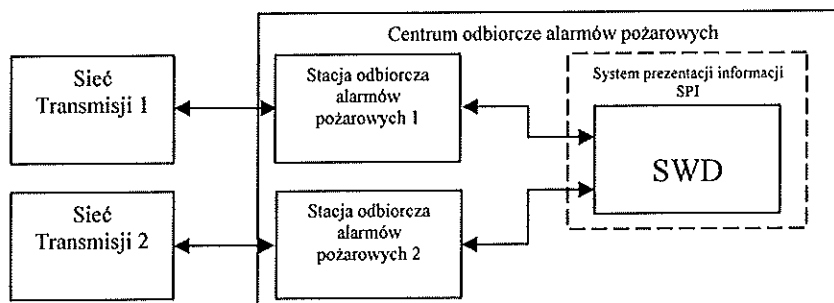 Centrum odbiorcze alarmów pożarowych
Sieć
Transmisji 1
Stacja odbiorcza
alarmów
pożarowych 1
System prezentacji informacji
SPI
SWD
Sieć
Transmisji 2
Stacja odbiorcza
alarmów
pożarowych 2